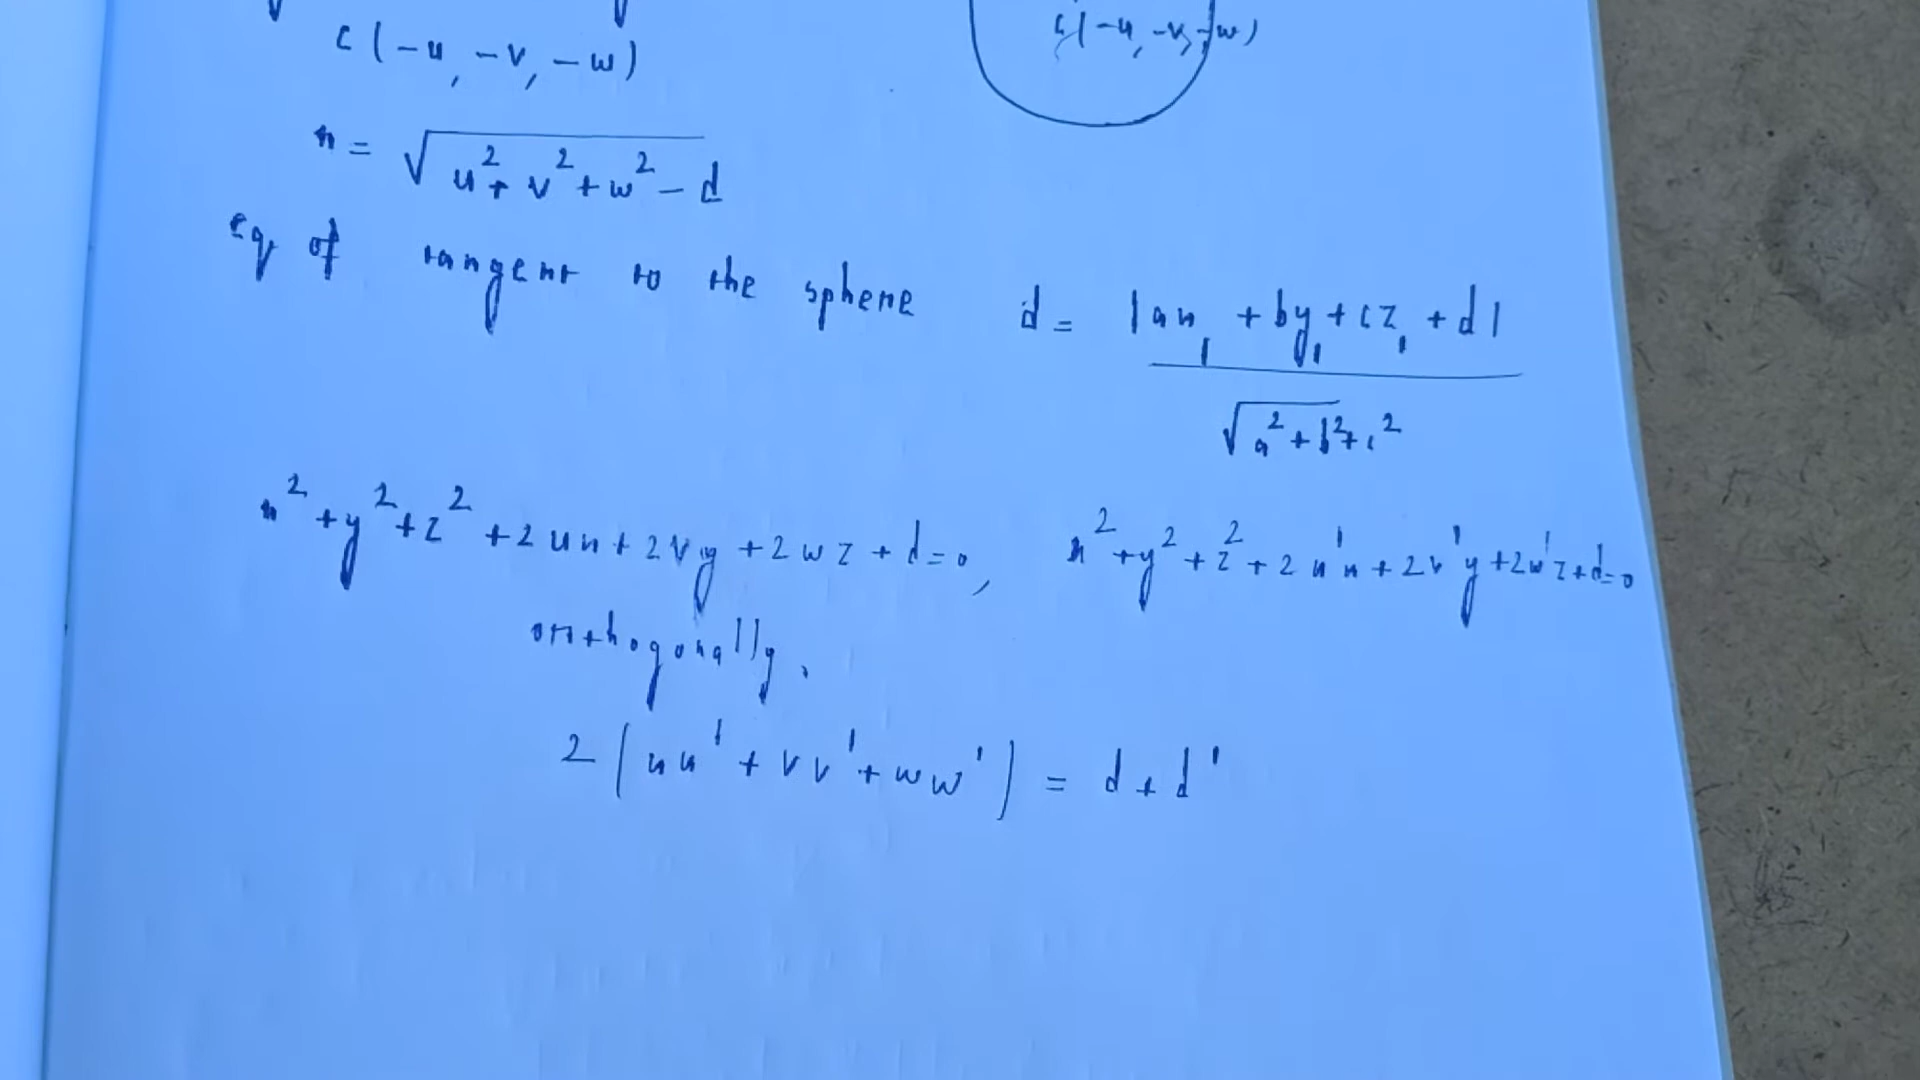 c(-u, -v, -w)
c(-u, -v, -w)
r = √(u²+v²+w²-d
eq of tangent to the sphere d = |ax₁ + by₁ + cz₁ + d| / √(a²+b²+c²
x²+y²+z²+2ux+2vy+2wz+d=0, x²+y²+z²+2u'x+2v'y+2w'z+d'=0
orthogonally.
2(uu'+vv'+ww') = d+d'